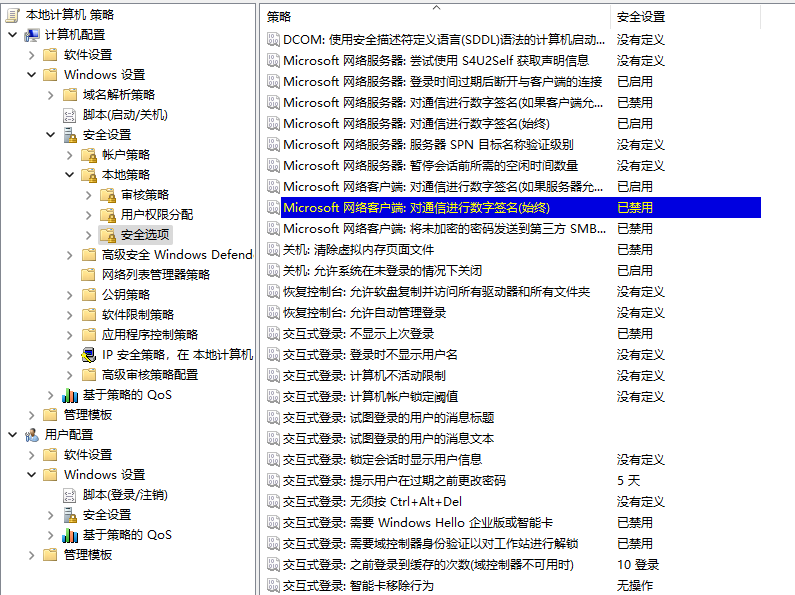 本地计算机 策略
计算机配置
软件设置
Windows 设置
域名解析策略
脚本(启动/关机)
安全设置
帐户策略
本地策略
审核策略
用户权限分配
安全选项
高级安全 Windows Defend
网络列表管理器策略
公钥策略
软件限制策略
应用程序控制策略
IP 安全策略，在 本地计算机
高级审核策略配置
基于策略的 QoS
管理模板
用户配置
软件设置
Windows 设置
脚本(登录/注销)
安全设置
基于策略的 QoS
管理模板
策略 安全设置
DCOM: 使用安全描述符定义语言(SDDL)语法的计算机启动... 没有定义
Microsoft 网络服务器: 尝试使用 S4U2Self 获取声明信息 没有定义
Microsoft 网络服务器: 登录时间过期后断开与客户端的连接 已启用
Microsoft 网络服务器: 对通信进行数字签名(如果客户端允... 已禁用
Microsoft 网络服务器: 对通信进行数字签名(始终) 已启用
Microsoft 网络服务器: 服务器 SPN 目标名称验证级别 没有定义
Microsoft 网络服务器: 暂停会话前所需的空闲时间数量 没有定义
Microsoft 网络客户端: 对通信进行数字签名(如果服务器允... 已启用
Microsoft 网络客户端: 对通信进行数字签名(始终) 已禁用
Microsoft 网络客户端: 将未加密的密码发送到第三方 SMB... 已禁用
关机: 清除虚拟内存页面文件 已禁用
关机: 允许系统在未登录的情况下关闭 已启用
恢复控制台: 允许软盘复制并访问所有驱动器和所有文件夹 没有定义
恢复控制台: 允许自动管理登录 没有定义
交互式登录: 不显示上次登录 已禁用
交互式登录: 登录时不显示用户名 没有定义
交互式登录: 计算机不活动限制 没有定义
交互式登录: 计算机帐户锁定阈值 没有定义
交互式登录: 试图登录的用户的消息标题
交互式登录: 试图登录的用户的消息文本
交互式登录: 锁定会话时显示用户信息 没有定义
交互式登录: 提示用户在过期之前更改密码 5 天
交互式登录: 无须按 Ctrl+Alt+Del 没有定义
交互式登录: 需要 Windows Hello 企业版或智能卡 已禁用
交互式登录: 需要域控制器身份验证以对工作站进行解锁 已禁用
交互式登录: 之前登录到缓存的次数(域控制器不可用时) 10 登录
交互式登录: 智能卡移除行为 无操作